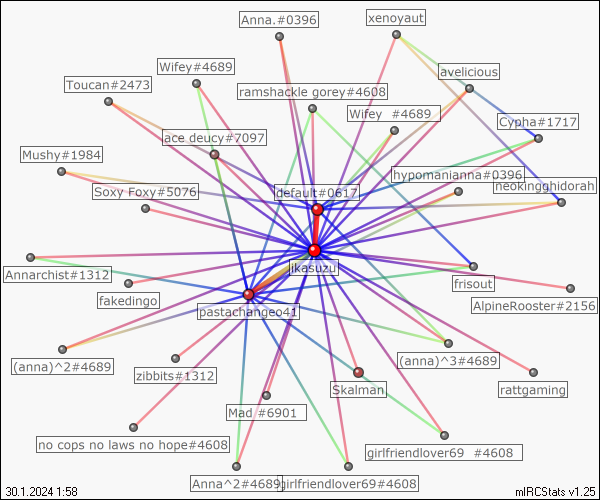 Anna.#0396
xenoyaut
Wifey#4689
avelicious
Toucan#2473
ramshackle gorey#4608
Wifey #4689
Cypha#1717
ace deucy#7097
Mushy#1984
hypomanianna#0396
neokingghidorah
Soxy Foxy#5076
default#0617
ikasuzu
Annarchist#1312
frisout
fakedingo
AlpineRooster#2156
pastachangeo41
(anna)^2#4689
(anna)^3#4689
zibbits#1312
Skalman
rattgaming
Mad #6901
no cops no laws no hope#4608
girlfriendlover69 #4608
Anna^2#4689
girlfriendlover69#4608
30.1.2024 1:58
mIRCStats v1.25